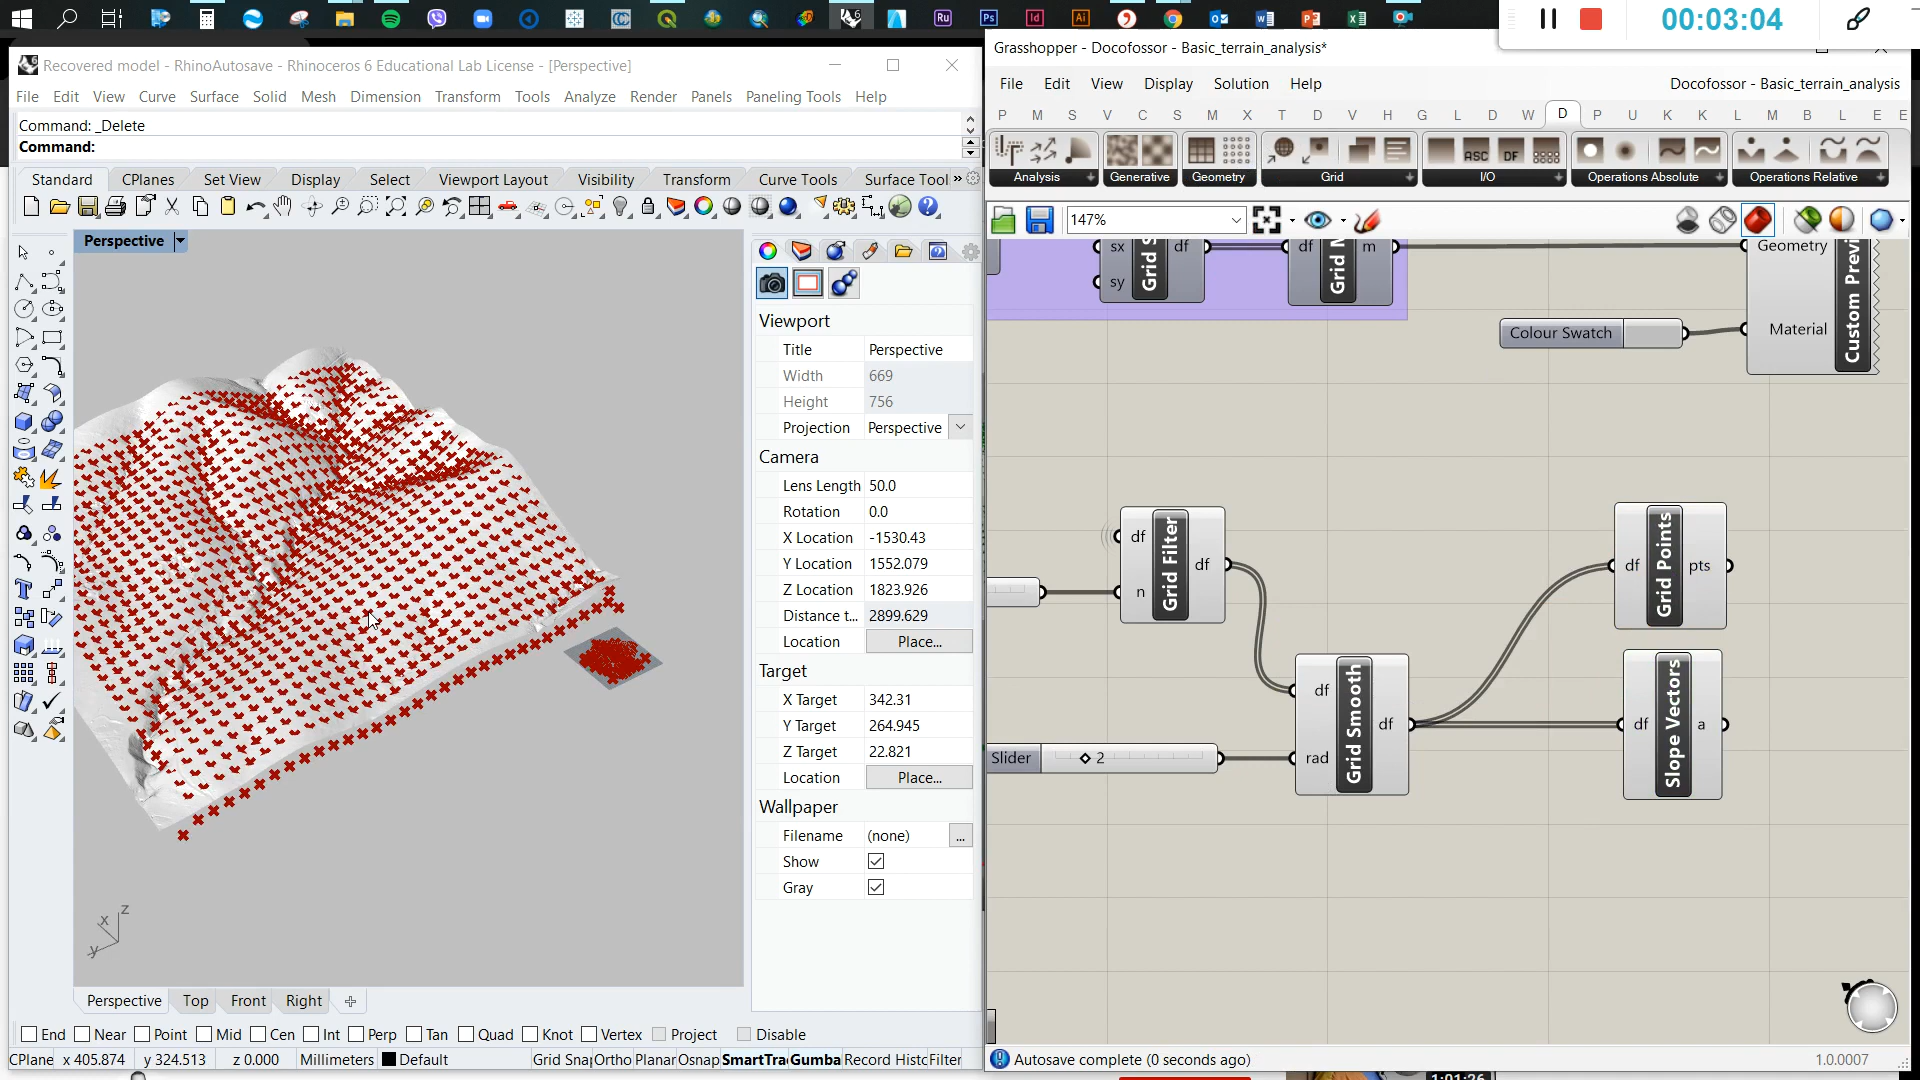 00:03:04
Recovered model - RhinoAutosave - Rhinoceros 6 Educational Lab License - [Perspective]
File Edit View Curve Surface Solid Mesh Dimension Transform Tools Analyze Render Panels Paneling Tools Help
Command: _Delete
Command:
Standard CPlanes Set View Display Select Viewport Layout Visibility Transform Curve Tools Surface Tool »
Perspective
Viewport
Title Perspective
Width 669
Height 756
Projection Perspective
Camera
Lens Length 50.0
Rotation 0.0
X Location -1530.43
Y Location 1552.079
Z Location 1823.926
Distance t... 2899.629
Location Place...
Target
X Target 342.31
Y Target 264.945
Z Target 22.821
Location Place...
Wallpaper
Filename (none) ...
Show
Gray
z
x
y
Perspective Top Front Right
End Near Point Mid Cen Int Perp Tan Quad Knot Vertex Project Disable
CPlane x 405.874 y 324.513 z 0.000 Millimeters Default Grid Sna Ortho Planar Osnap SmartTra Gumba Record Histo Filter
Grasshopper - Docofossor - Basic_terrain_analysis*
File Edit View Display Solution Help Docofossor - Basic_terrain_analysis
P M S V C S M X T D V H G L D W D P U K K L M B L E E
ASC DF
Analysis Generative Geometry Grid I/O Operations Absolute Operations Relative
147%
sx df df m Geometry
sy
Colour Swatch Material
Custom Previ
Grid Filter
df df
n
Grid Points
df pts
Grid Smooth
df df
rad
Slider 2
Slope Vectors
df a
Autosave complete (0 seconds ago) 1.0.0007
1:01:26